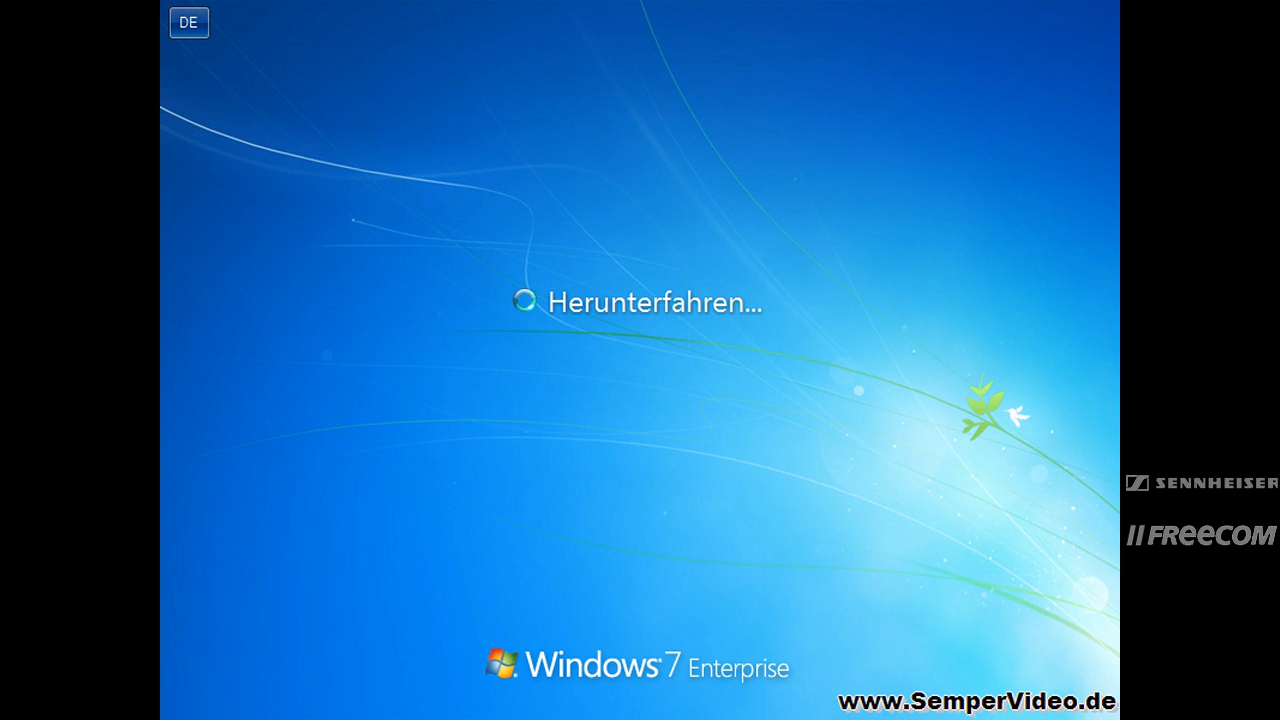 DE
Herunterfahren...
SENNHEISER
FREECOM
Windows 7 Enterprise
www.SemperVideo.de